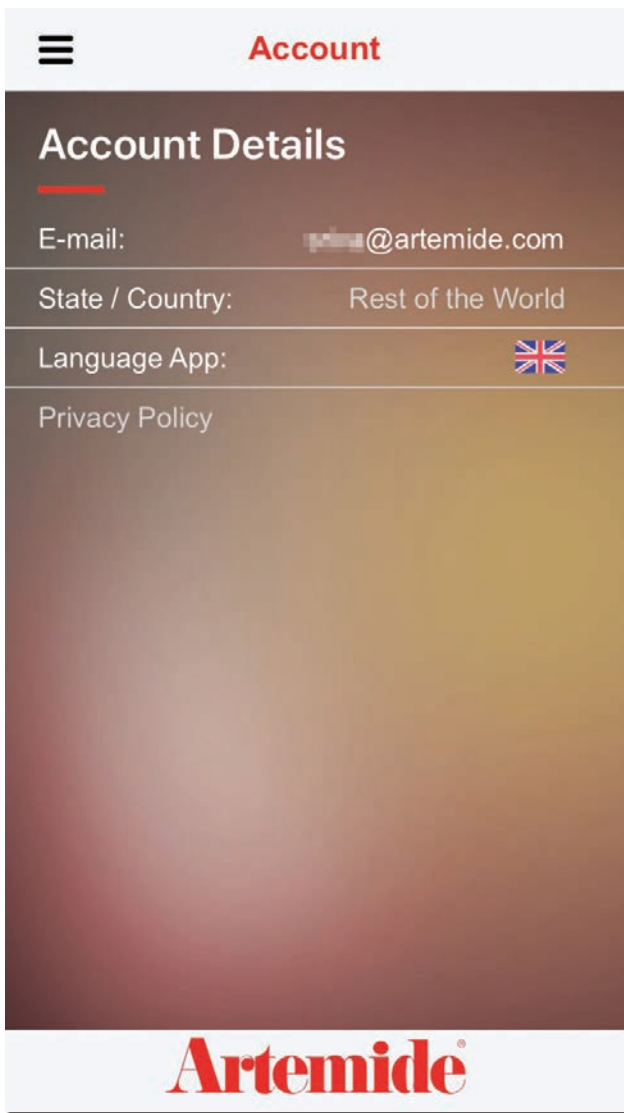 Account
Account Details
E-mail: @artemide.com
State / Country: Rest of the World
Language App:
Privacy Policy
Artemide®